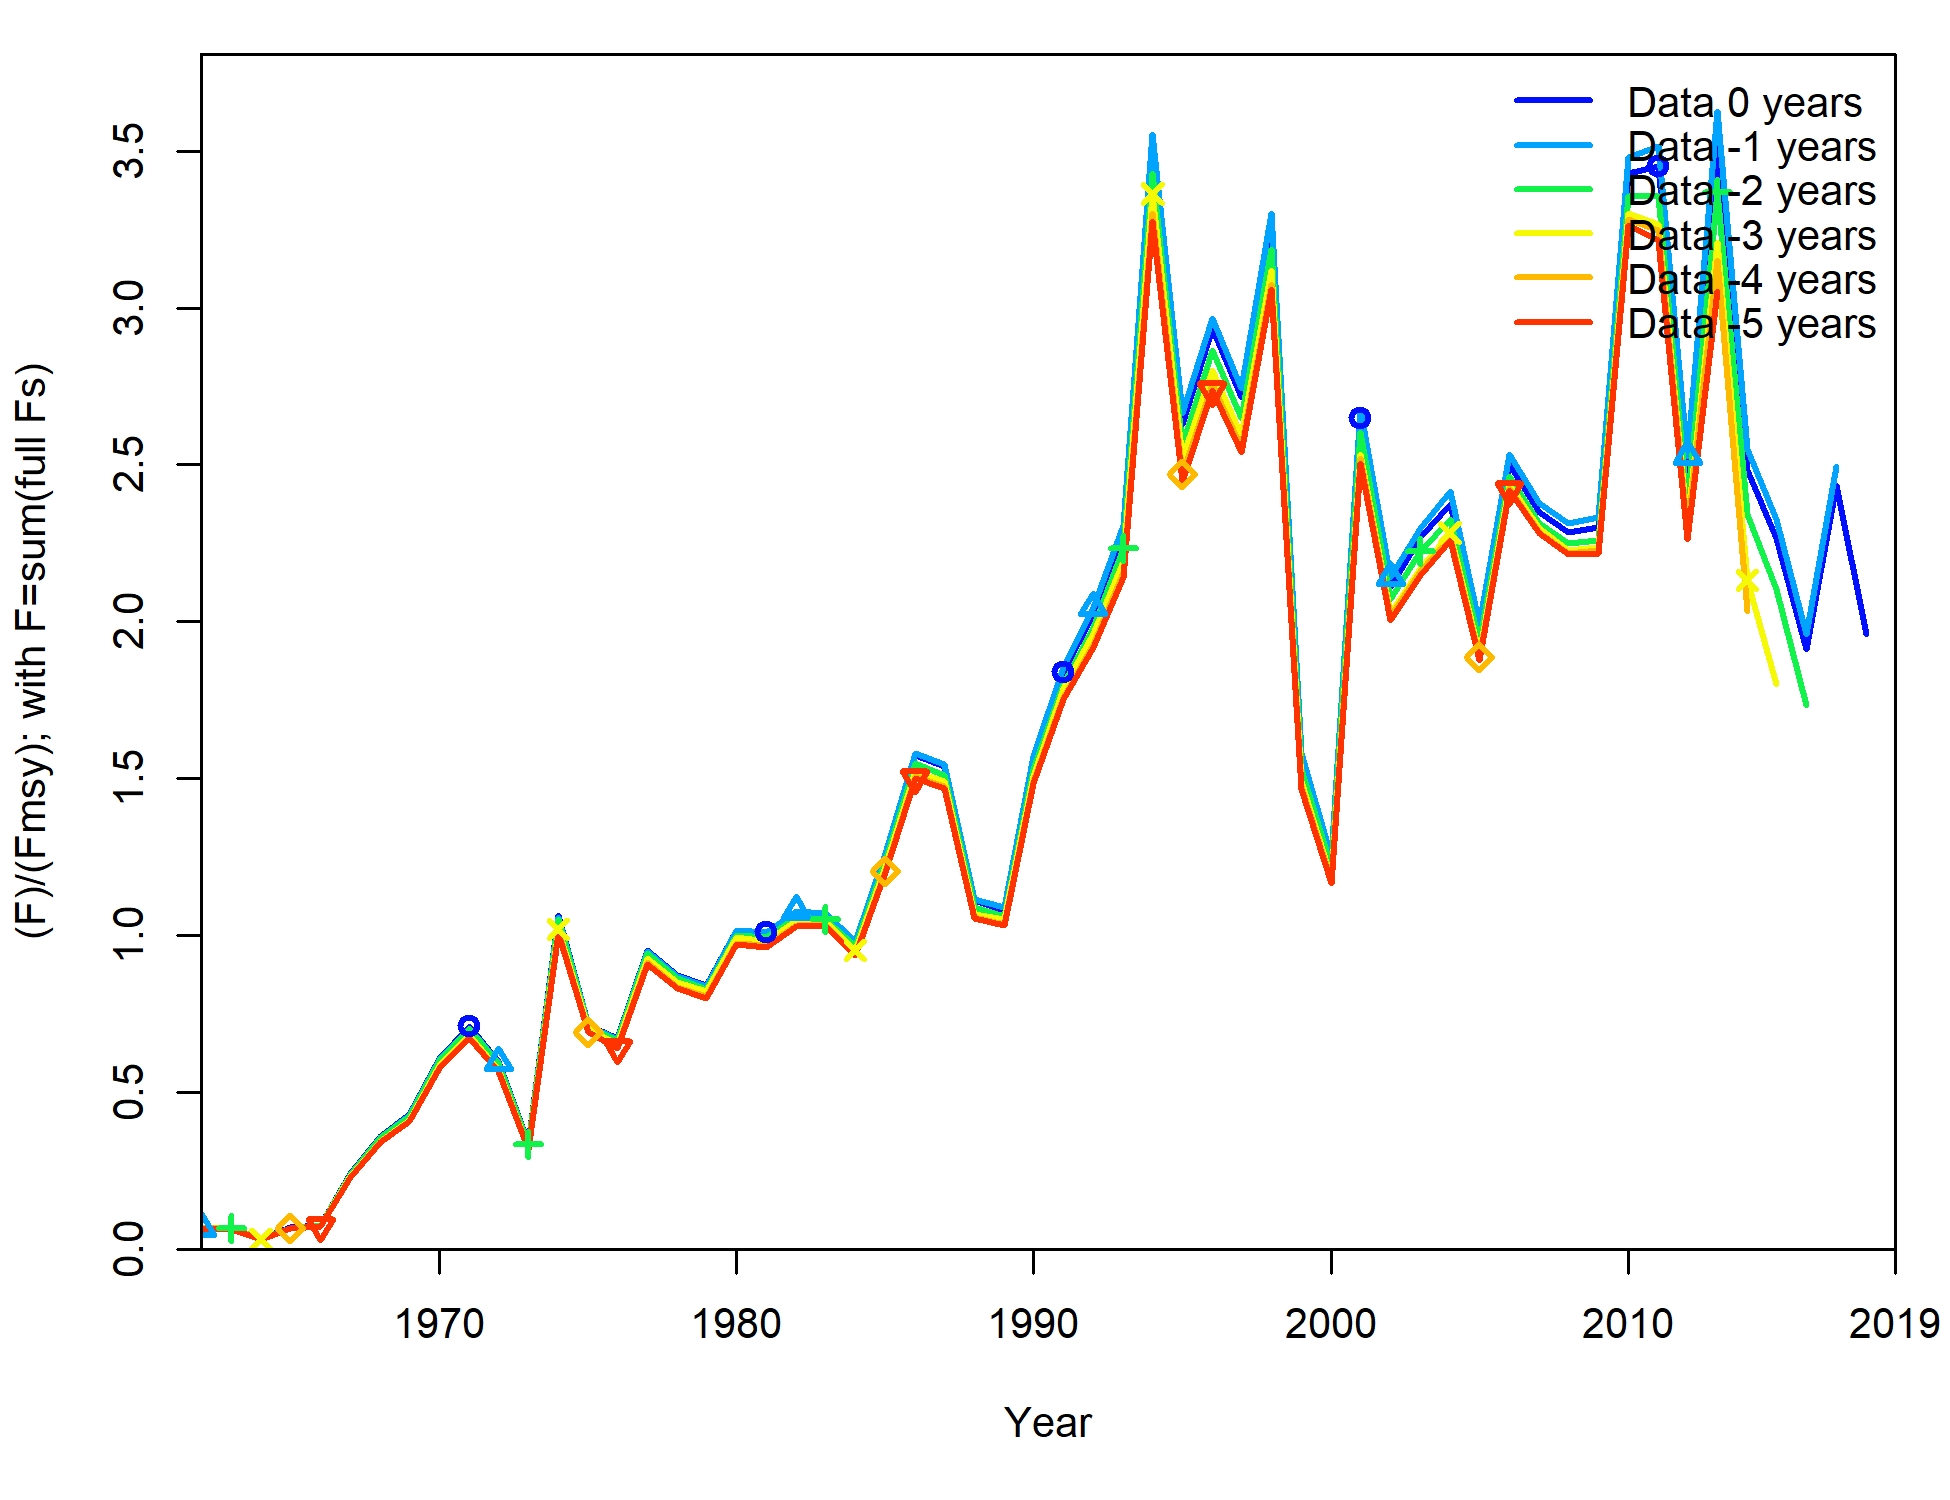 (F)/(Fmsy); with F=sum(full Fs)
3.5
3.0
2.5
2.0
1.5
1.0
0.5
0.0
Data 0 years
Data -1 years
Data -2 years
Data -3 years
Data -4 years
Data -5 years
1970 1980 1990 2000 2010 2019
Year